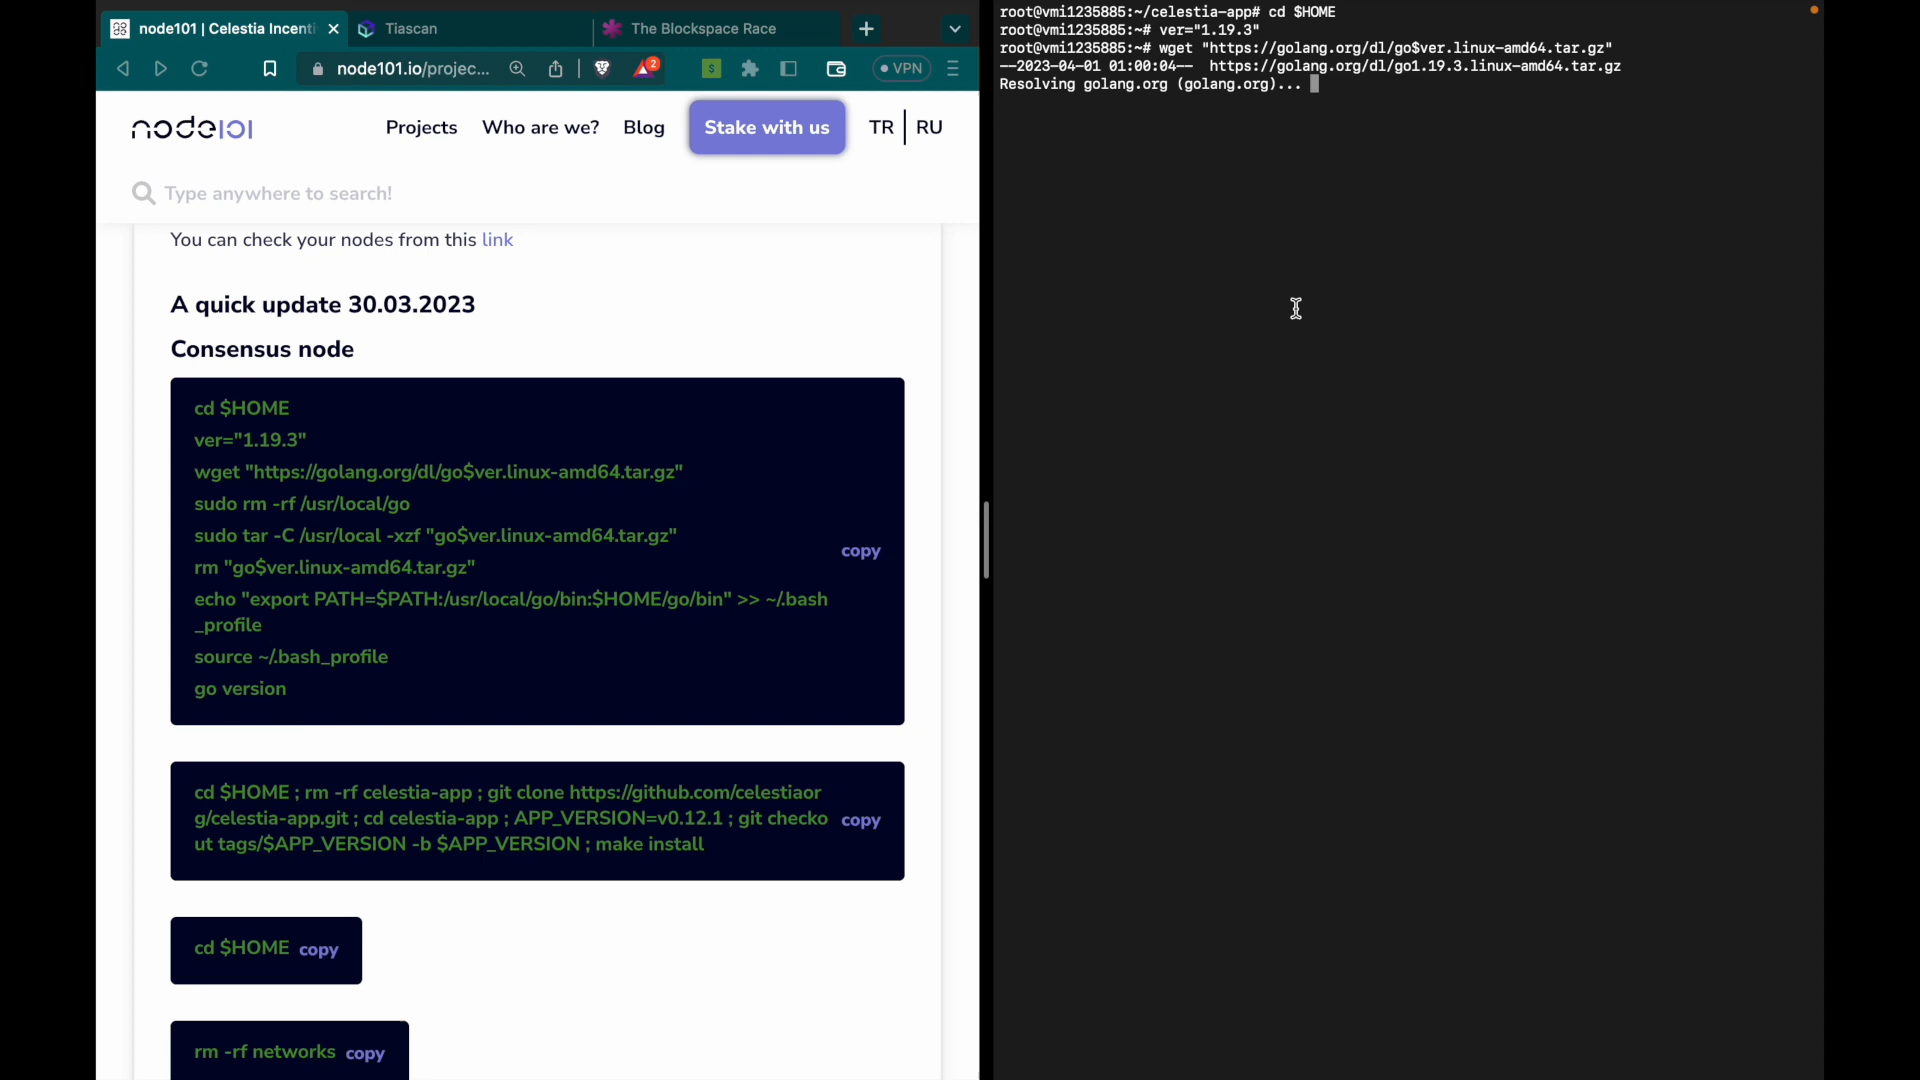 node101 | Celestia Incenti
Tiascan
The Blockspace Race
node101.io/projec...
2
$
VPN
node101
Projects
Who are we?
Blog
Stake with us
TR
RU
Type anywhere to search!
You can check your nodes from this link
A quick update 30.03.2023
Consensus node
cd $HOME
ver="1.19.3"
wget "https://golang.org/dl/go$ver.linux-amd64.tar.gz"
sudo rm -rf /usr/local/go
sudo tar -C /usr/local -xzf "go$ver.linux-amd64.tar.gz"
rm "go$ver.linux-amd64.tar.gz"
echo "export PATH=$PATH:/usr/local/go/bin:$HOME/go/bin" >> ~/.bash
_profile
source ~/.bash_profile
go version
copy
cd $HOME ; rm -rf celestia-app ; git clone https://github.com/celestiaor
g/celestia-app.git ; cd celestia-app ; APP_VERSION=v0.12.1 ; git checko
ut tags/$APP_VERSION -b $APP_VERSION ; make install
copy
cd $HOME copy
rm -rf networks copy
root@vmi1235885:~/celestia-app# cd $HOME
root@vmi1235885:~# ver="1.19.3"
root@vmi1235885:~# wget "https://golang.org/dl/go$ver.linux-amd64.tar.gz"
--2023-04-01 01:00:04-- https://golang.org/dl/go1.19.3.linux-amd64.tar.gz
Resolving golang.org (golang.org)...